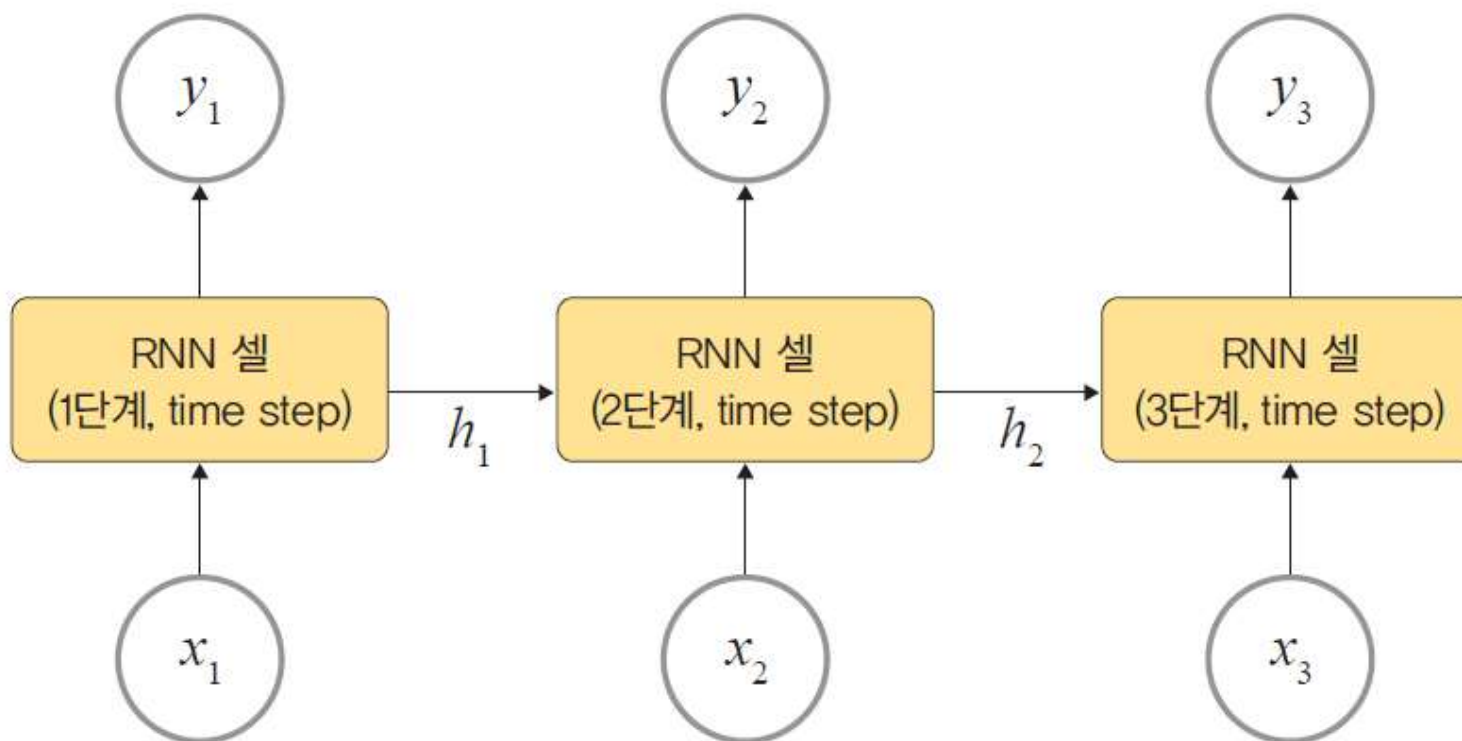 y₁
y₂
y₃
RNN 셀
(1단계, time step)
RNN 셀
(2단계, time step)
RNN 셀
(3단계, time step)
h₁
h₂
x₁
x₂
x₃